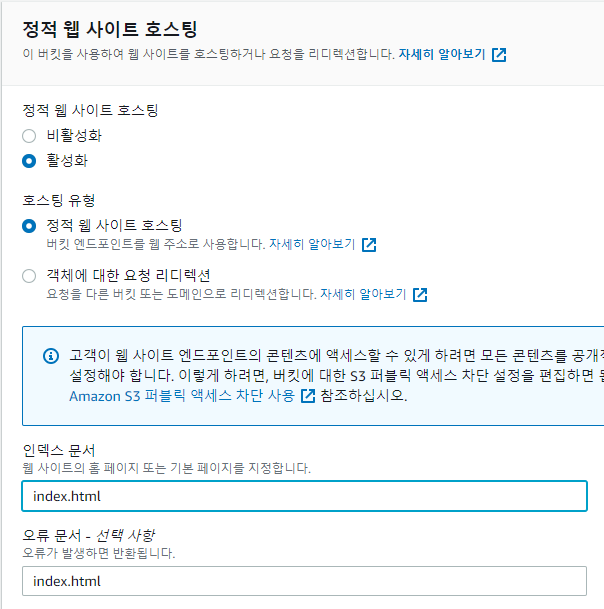 정적 웹 사이트 호스팅
이 버킷을 사용하여 웹 사이트를 호스팅하거나 요청을 리디렉션합니다. 자세히 알아보기
정적 웹 사이트 호스팅
비활성화
활성화
호스팅 유형
정적 웹 사이트 호스팅
버킷 엔드포인트를 웹 주소로 사용합니다. 자세히 알아보기
객체에 대한 요청 리디렉션
요청을 다른 버킷 또는 도메인으로 리디렉션합니다. 자세히 알아보기
고객이 웹 사이트 엔드포인트의 콘텐츠에 액세스할 수 있게 하려면 모든 콘텐츠를 공개
설정해야 합니다. 이렇게 하려면, 버킷에 대한 S3 퍼블릭 액세스 차단 설정을 편집하면
Amazon S3 퍼블릭 액세스 차단 사용 참조하십시오.
인덱스 문서
웹 사이트의 홈 페이지 또는 기본 페이지를 지정합니다.
index.html
오류 문서 - 선택 사항
오류가 발생하면 반환됩니다.
index.html